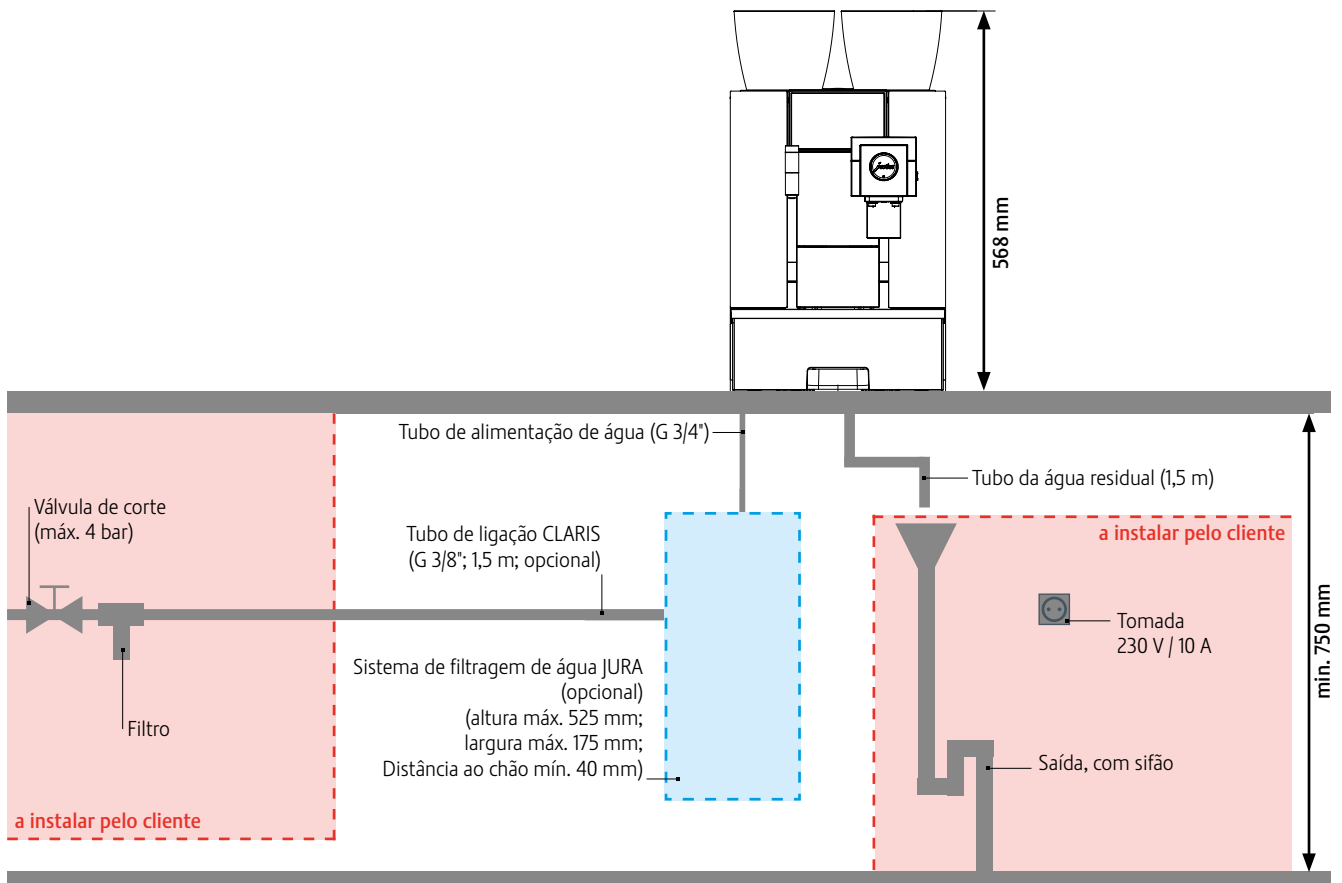 568 mm
Tubo de alimentação de água (G 3/4")
Tubo da água residual (1,5 m)
Válvula de corte
(máx. 4 bar)
Tubo de ligação CLARIS
(G 3/8"; 1,5 m; opcional)
a instalar pelo cliente
Tomada
230 V / 10 A
min. 750 mm
Sistema de filtragem de água JURA
(opcional)
(altura máx. 525 mm;
largura máx. 175 mm;
Distância ao chão mín. 40 mm)
Filtro
Saída, com sifão
a instalar pelo cliente